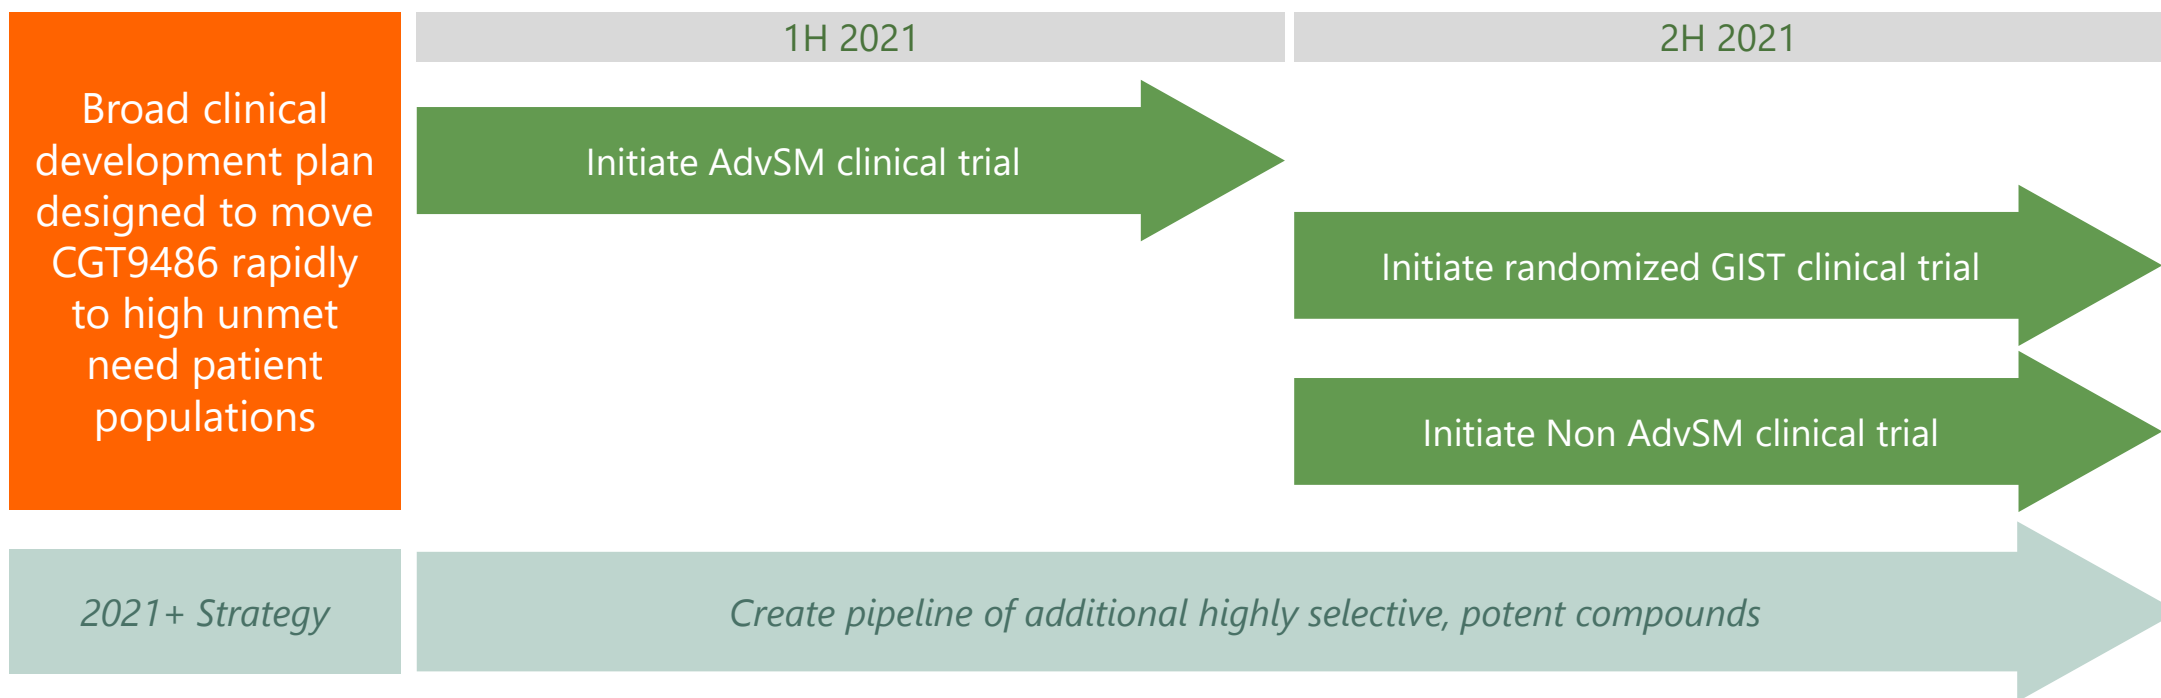 1H 2021
2H 2021
Broad clinical
development plan
designed to move
CGT9486 rapidly
to high unmet
need patient
populations
Initiate AdvSM clinical trial
Initiate randomized GIST clinical trial
Initiate Non AdvSM clinical trial
2021+ Strategy
Create pipeline of additional highly selective, potent compounds